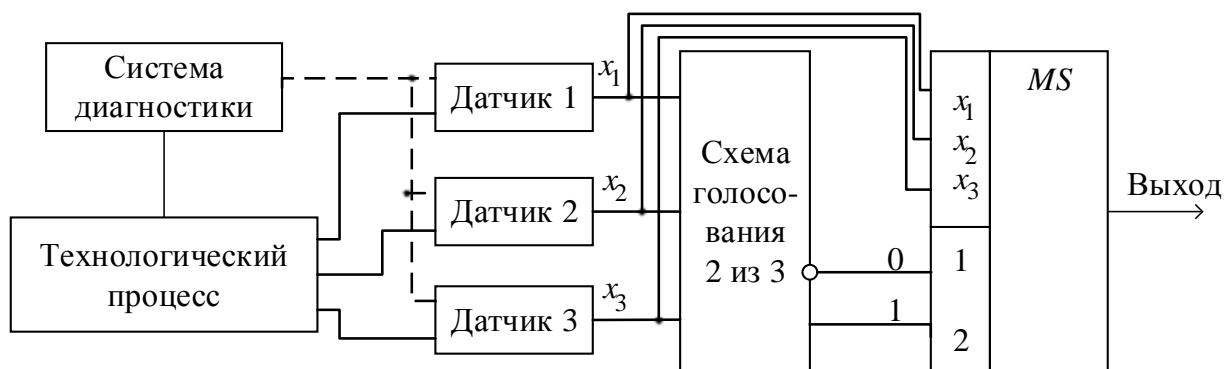 Система
диагностики
Технологический
процесс
Датчик 1
Датчик 2
Датчик 3
x1
x2
x3
Схема
голосо-
вания
2 из 3
0
1
x1
x2
x3
1
2
MS
Выход